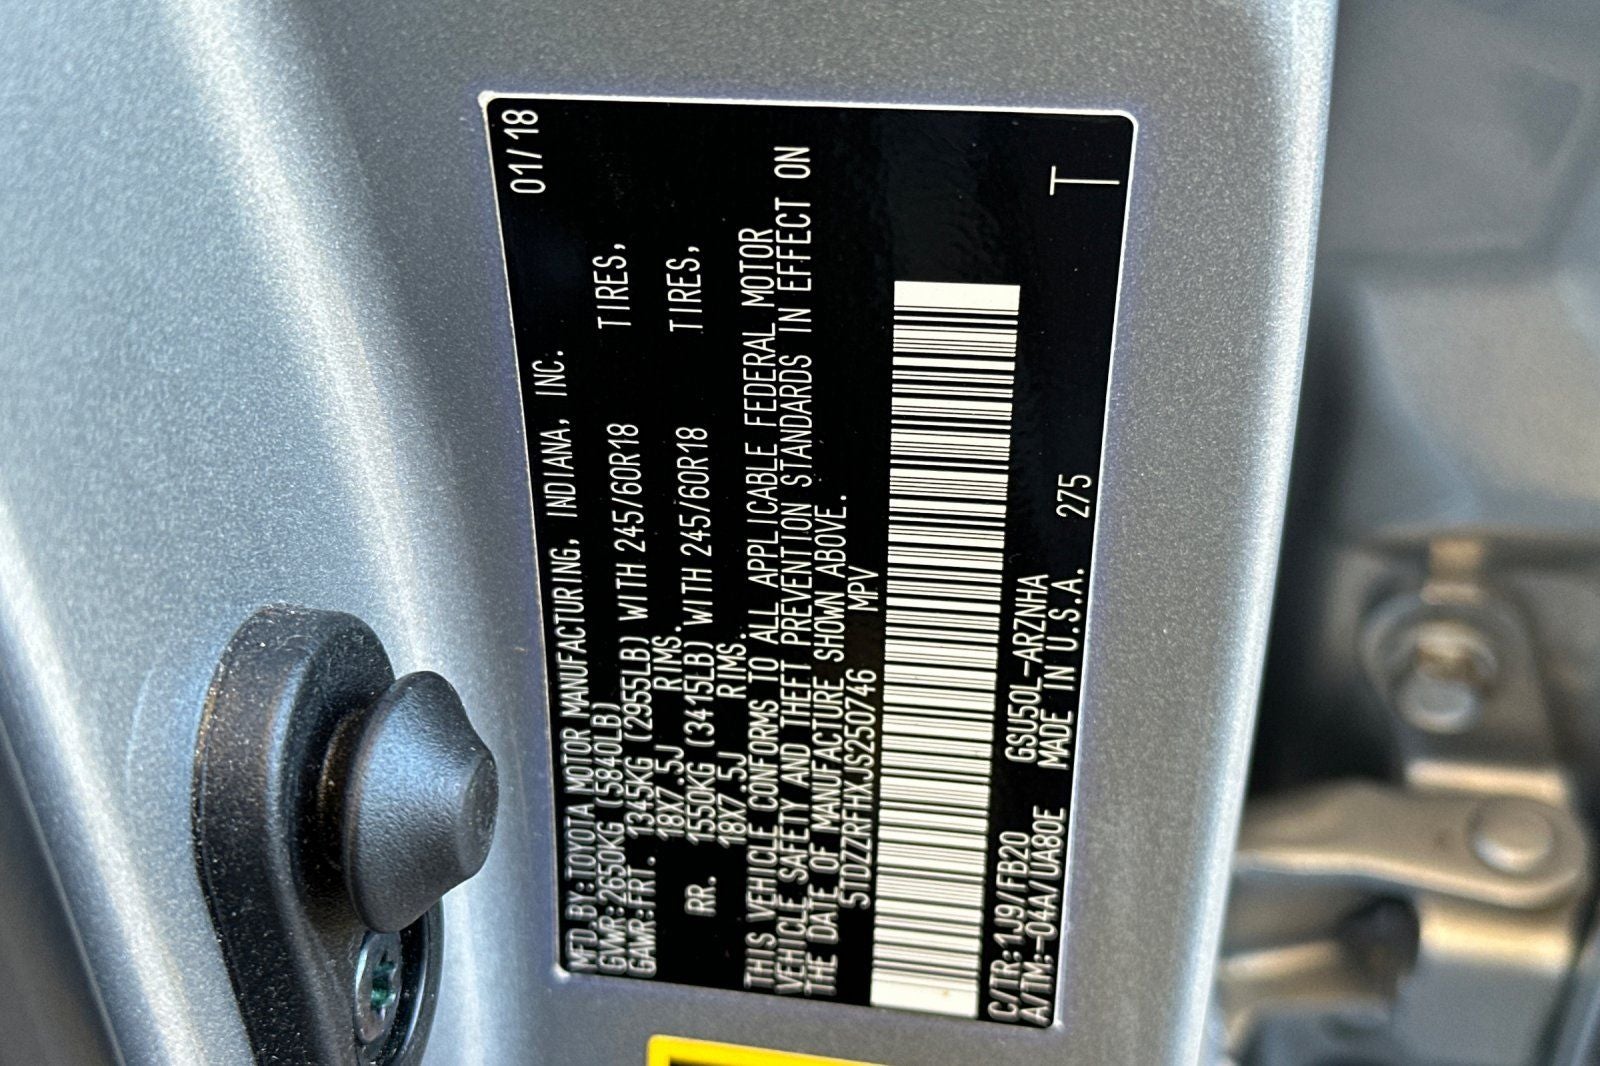 01/18
MFD.BY:TOYOTA MOTOR MANUFACTURING, INDIANA, INC.
GVWR:2650KG (5840LB)
GAWR:FRT. 1345KG (2955LB) WITH 245/60R18 TIRES,
18X7.5J RIMS.
RR. 1550KG (3415LB) WITH 245/60R18 TIRES,
18X7.5J RIMS.
THIS VEHICLE CONFORMS TO ALL APPLICABLE FEDERAL MOTOR
VEHICLE SAFETY AND THEFT PREVENTION STANDARDS IN EFFECT ON
THE DATE OF MANUFACTURE SHOWN ABOVE.
5TDZZRFHXJS250746 MPV
C/TR:1J9/FB20 GSU50L-ARZNHA
A/TM:-04A/UA80E MADE IN U.S.A. 275 T